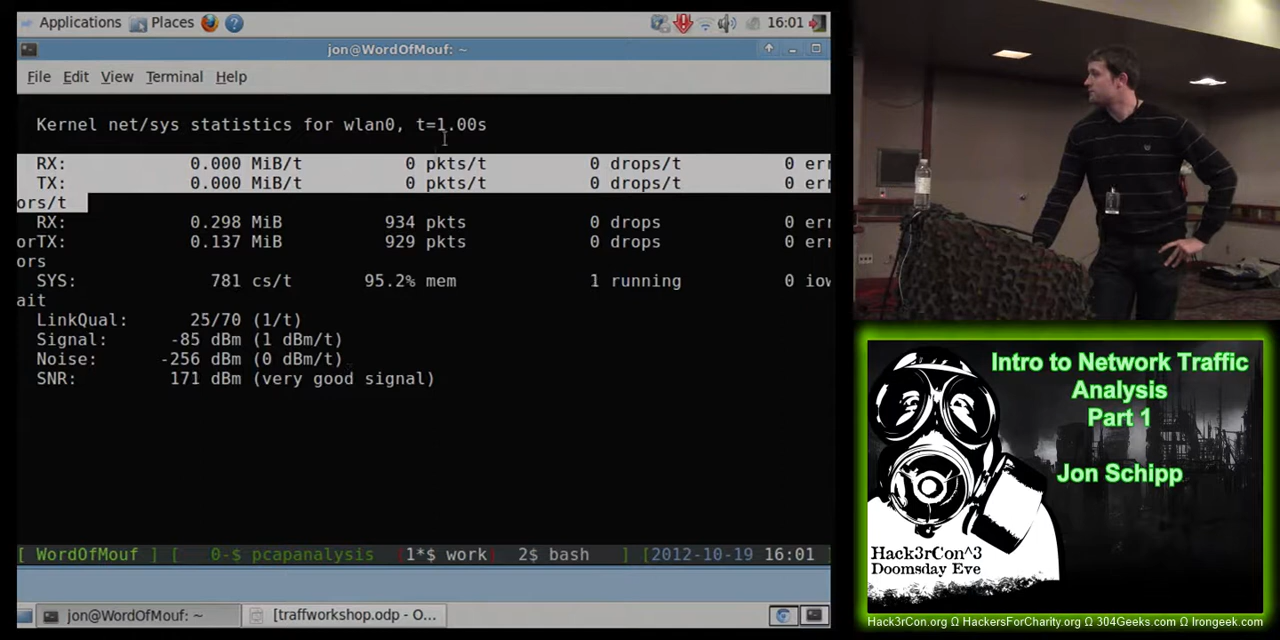 Applications Places 16:01
jon@WordOfMouf: ~
File Edit View Terminal Help
Kernel net/sys statistics for wlan0, t=1.00s
RX: 0.000 MiB/t 0 pkts/t 0 drops/t 0 err
TX: 0.000 MiB/t 0 pkts/t 0 drops/t 0 err
ors/t
RX: 0.298 MiB 934 pkts 0 drops 0 err
orTX: 0.137 MiB 929 pkts 0 drops 0 err
ors
SYS: 781 cs/t 95.2% mem 1 running 0 iow
ait
LinkQual: 25/70 (1/t)
Signal: -85 dBm (1 dBm/t)
Noise: -256 dBm (0 dBm/t)
SNR: 171 dBm (very good signal)
[ WordOfMouf ] [ 0-$ pcapanalysis (1*$ work) 2$ bash ] [2012-10-19 16:01
jon@WordOfMouf: ~ [traffworkshop.odp - O...
Intro to Network Traffic
Analysis
Part 1
Jon Schipp
Hack3rCon^3
Doomsday Eve
Hack3rCon.org Ω HackersForCharity.org Ω 304Geeks.com Ω Irongeek.com